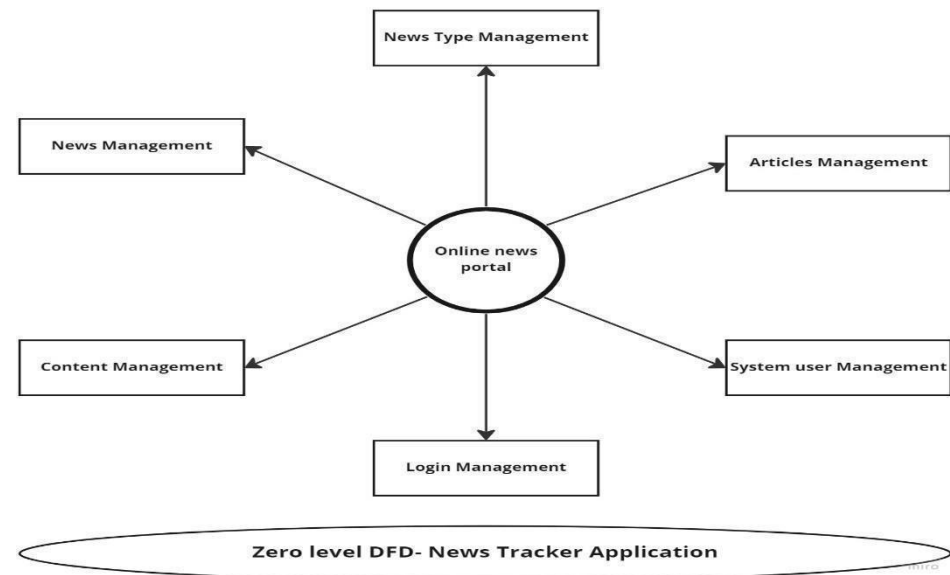 News Type Management
News Management
Articles Management
Online news
portal
Content Management
System user Management
Login Management
Zero level DFD- News Tracker Application
miro